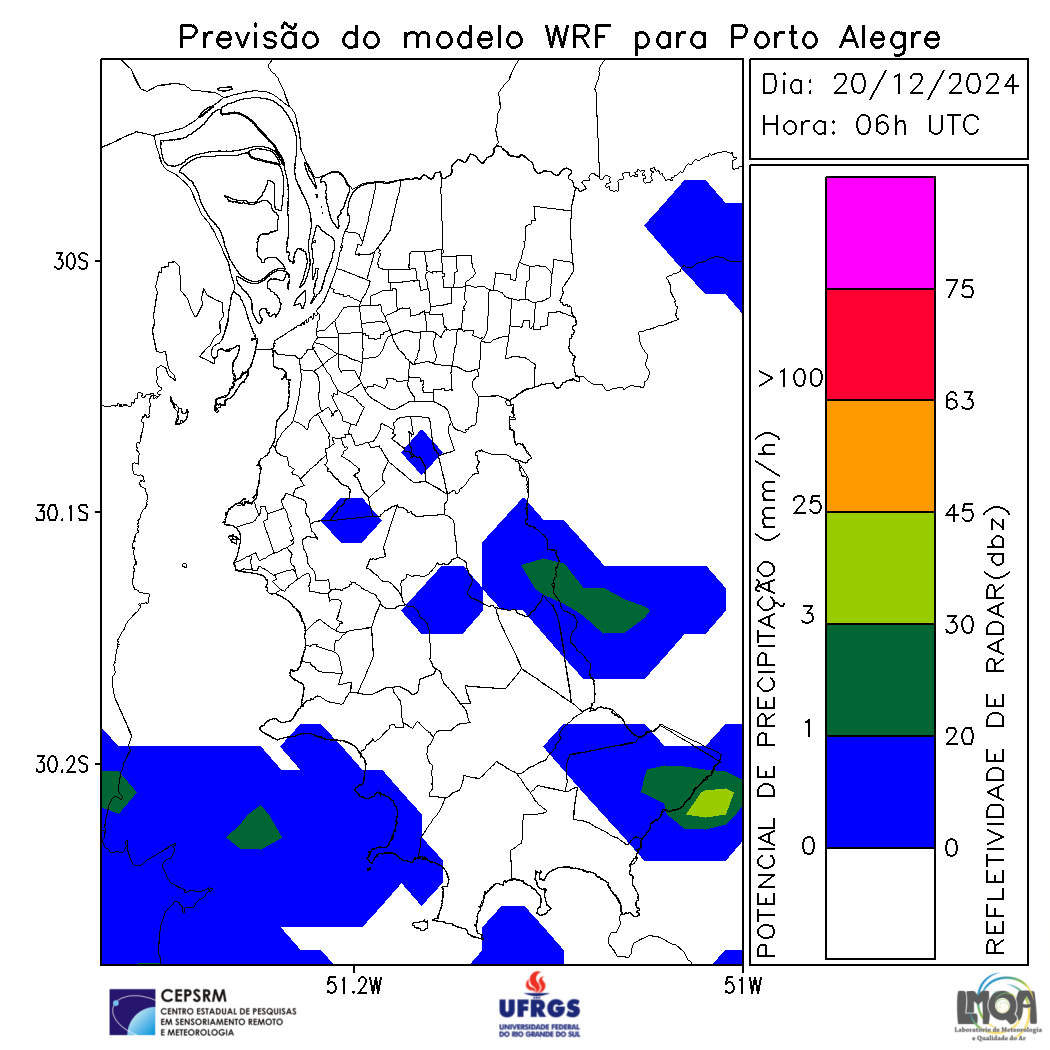 Previsão do modelo WRF para Porto Alegre
Dia: 20/12/2024
Hora: 06h UTC
30S
30.1S
30.2S
51.2W
51W
POTENCIAL DE PRECIPITAÇÃO (mm/h)
>100
25
3
1
0
75
63
45
30
20
0
REFLETIVIDADE DE RADAR(dbz)
CEPSRM
CENTRO ESTADUAL DE PESQUISAS
EM SENSORIAMENTO REMOTO
E METEOROLOGIA
UFRGS
UNIVERSIDADE FEDERAL
DO RIO GRANDE DO SUL
LMQA
Laboratório de Meteorologia
e Qualidade do Ar